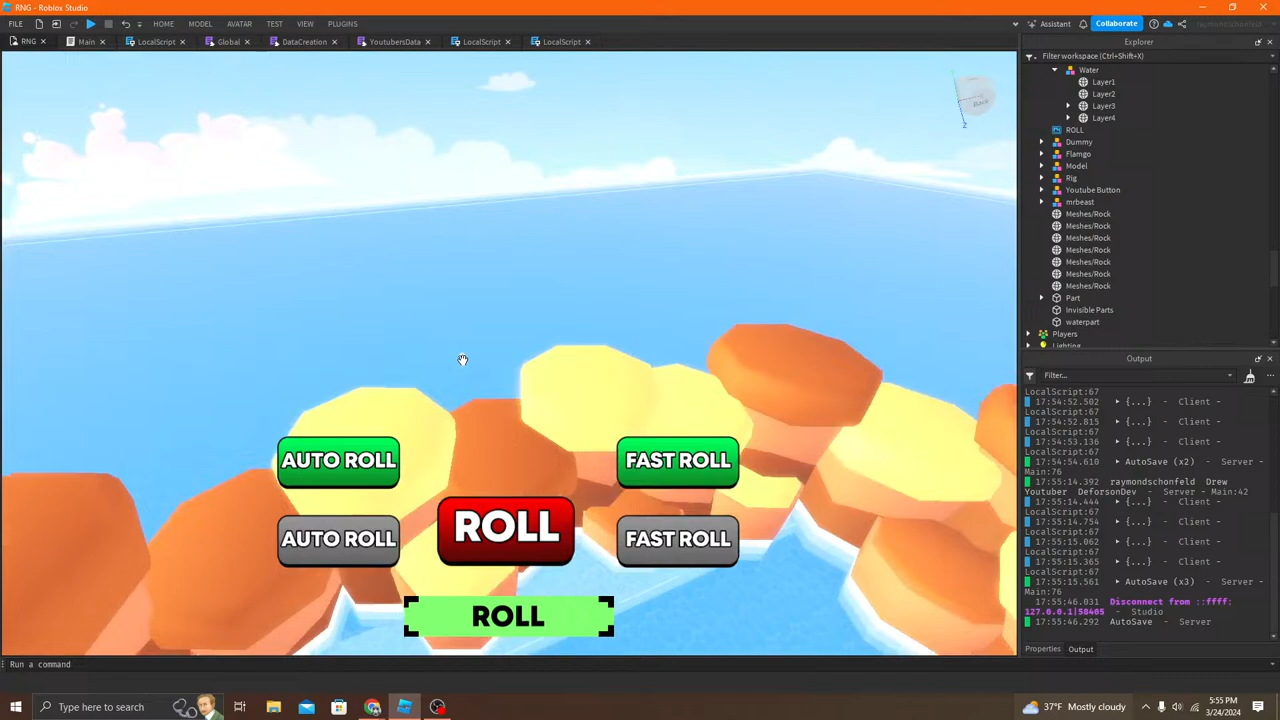 RNG - Roblox Studio
FILE HOME MODEL AVATAR TEST VIEW PLUGINS Assistant Collaborate raymondschonfeld
RNG Main LocalScript Global DataCreation YoutubersData LocalScript LocalScript
Explorer
Filter workspace (Ctrl+Shift+X)
Water
Layer1
Layer2
Layer3
Layer4
ROLL
Dummy
Flamgo
Model
Rig
Youtube Button
mrbeast
Meshes/Rock
Meshes/Rock
Meshes/Rock
Meshes/Rock
Meshes/Rock
Meshes/Rock
Meshes/Rock
Part
Invisible Parts
waterpart
Players
Lighting
Back
Z
AUTO ROLL
FAST ROLL
ROLL
AUTO ROLL
FAST ROLL
ROLL
Output
Filter...
LocalScript:67
17:54:52.502 {...} - Client -
LocalScript:67
17:54:52.815 {...} - Client -
LocalScript:67
17:54:53.136 {...} - Client -
LocalScript:67
17:54:54.610 AutoSave (x2) - Server -
Main:76
17:55:14.392 raymondschonfeld Drew
Youtuber DeforsonDev - Server - Main:42
17:55:14.444 {...} - Client -
LocalScript:67
17:55:14.754 {...} - Client -
LocalScript:67
17:55:15.062 {...} - Client -
LocalScript:67
17:55:15.365 {...} - Client -
LocalScript:67
17:55:15.561 AutoSave (x3) - Server -
Main:76
17:55:46.031 Disconnect from ::ffff:
127.0.0.1|58405 - Studio
17:55:46.292 AutoSave - Server
Properties Output
Run a command
Type here to search
37°F Mostly cloudy
5:55 PM
3/24/2024